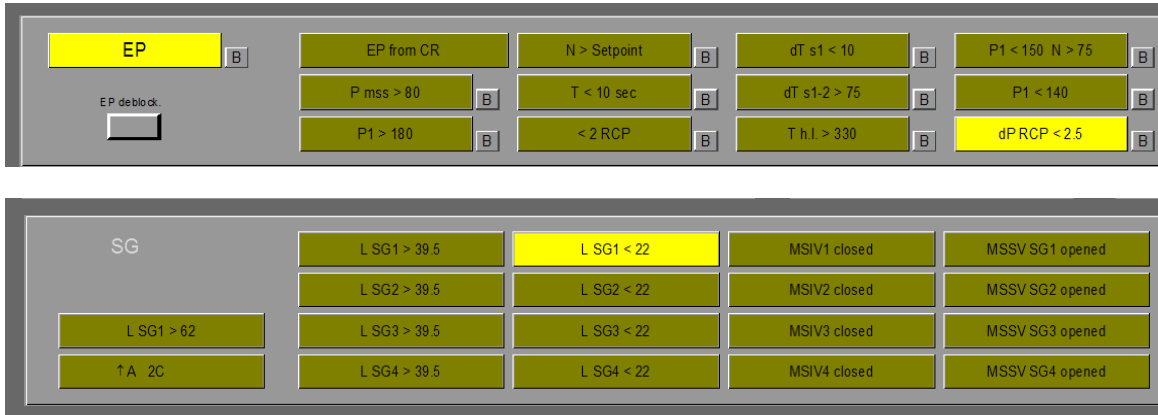 EP B EP from CR N > Setpoint B dT s1 < 10 B P1 < 150 N > 75 B
EP deblock. P mss > 80 B T < 10 sec B dT s1-2 > 75 B P1 < 140 B
P1 > 180 B < 2 RCP B T h.l. > 330 B dP RCP < 2.5 B
SG L SG1 > 39.5 L SG1 < 22 MSIV1 closed MSSV SG1 opened
L SG2 > 39.5 L SG2 < 22 MSIV2 closed MSSV SG2 opened
L SG1 > 62 L SG3 > 39.5 L SG3 < 22 MSIV3 closed MSSV SG3 opened
↑A 2C L SG4 > 39.5 L SG4 < 22 MSIV4 closed MSSV SG4 opened